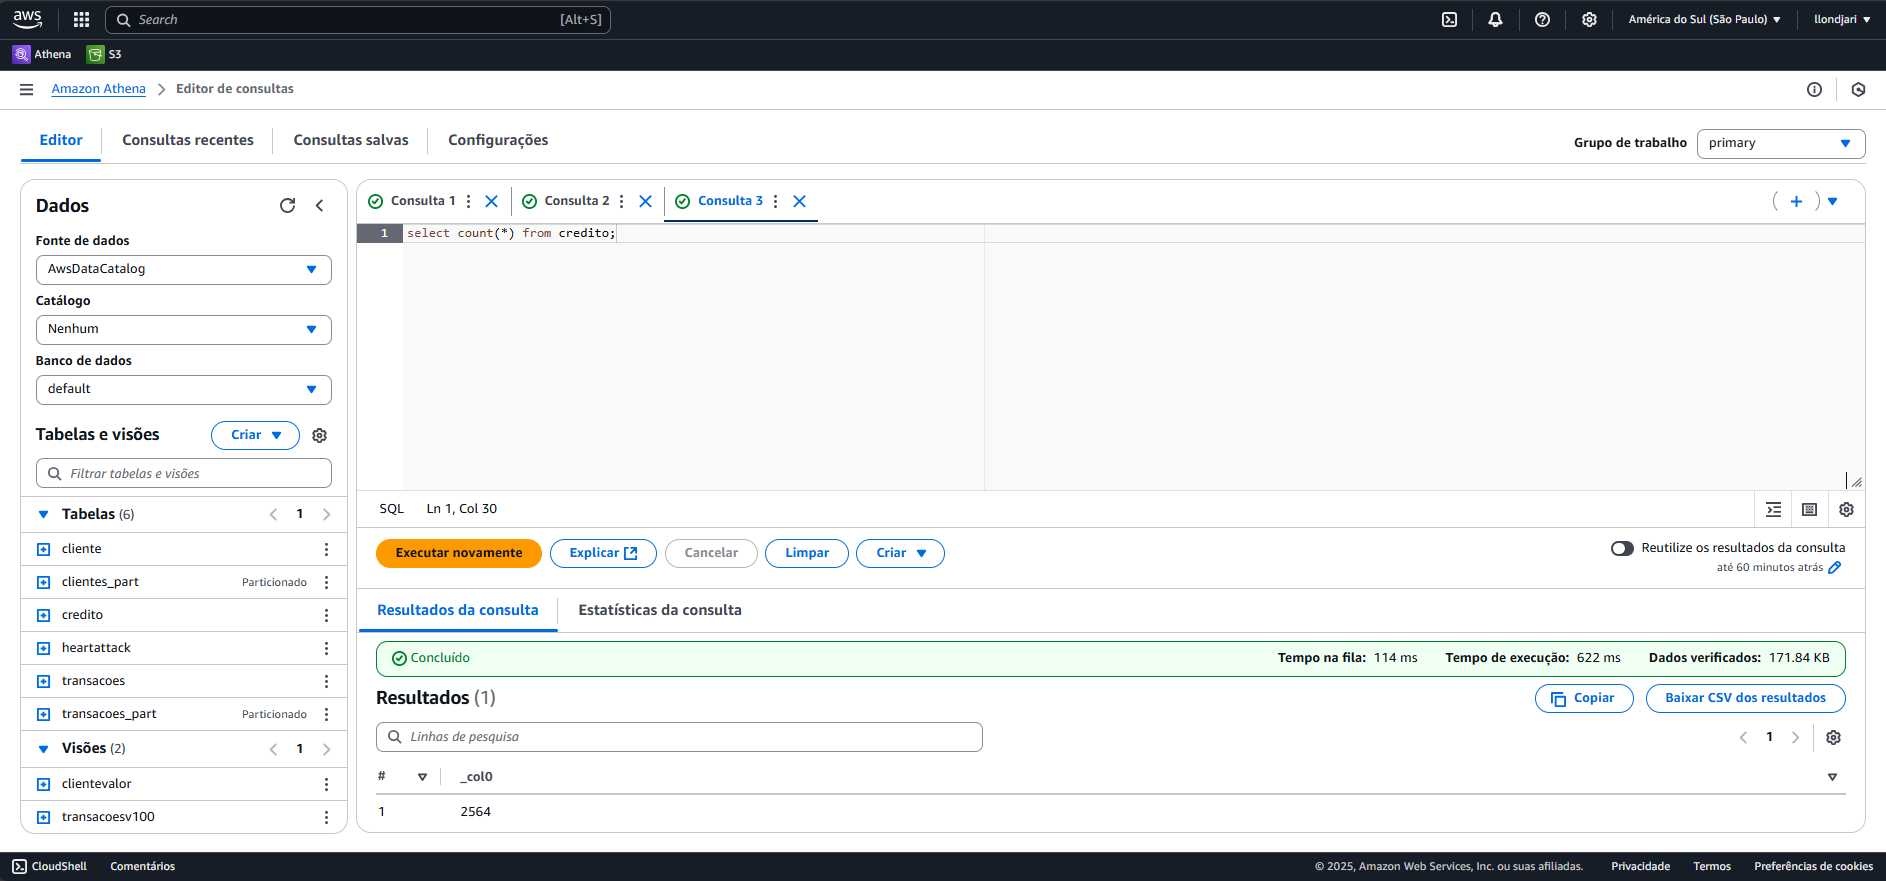 aws
Search
[Alt+S]
América do Sul (São Paulo)
llondjari
Athena
S3
Amazon Athena
Editor de consultas
Editor
Consultas recentes
Consultas salvas
Configurações
Grupo de trabalho
primary
Dados
Fonte de dados
AwsDataCatalog
Catálogo
Nenhum
Banco de dados
default
Tabelas e visões
Criar
Filtrar tabelas e visões
Tabelas (6)
1
cliente
clientes_part
Particionado
credito
heartattack
transacoes
transacoes_part
Particionado
Visões (2)
1
clientevalor
transacoesv100
Consulta 1
Consulta 2
Consulta 3
1
select count(*) from credito;
SQL
Ln 1, Col 30
Executar novamente
Explicar
Cancelar
Limpar
Criar
Reutilize os resultados da consulta
até 60 minutos atrás
Resultados da consulta
Estatísticas da consulta
Concluído
Tempo na fila: 114 ms
Tempo de execução: 622 ms
Dados verificados: 171.84 KB
Resultados (1)
Copiar
Baixar CSV dos resultados
Linhas de pesquisa
1
#
_col0
1
2564
CloudShell
Comentários
© 2025, Amazon Web Services, Inc. ou suas afiliadas.
Privacidade
Termos
Preferências de cookies